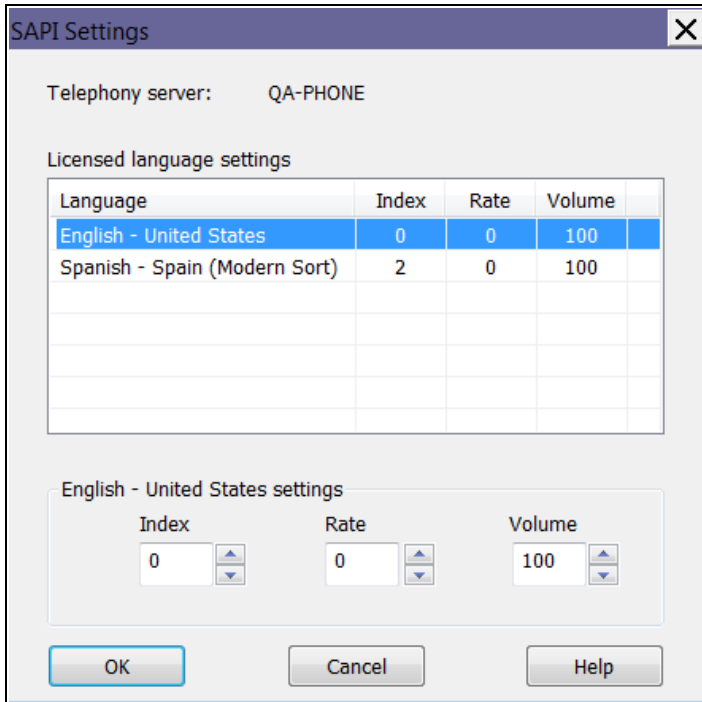 SAPI Settings
Telephony server: QA-PHONE
Licensed language settings
Language Index Rate Volume
English - United States 0 0 100
Spanish - Spain (Modern Sort) 2 0 100
English - United States settings
Index Rate Volume
0 0 100
OK Cancel Help